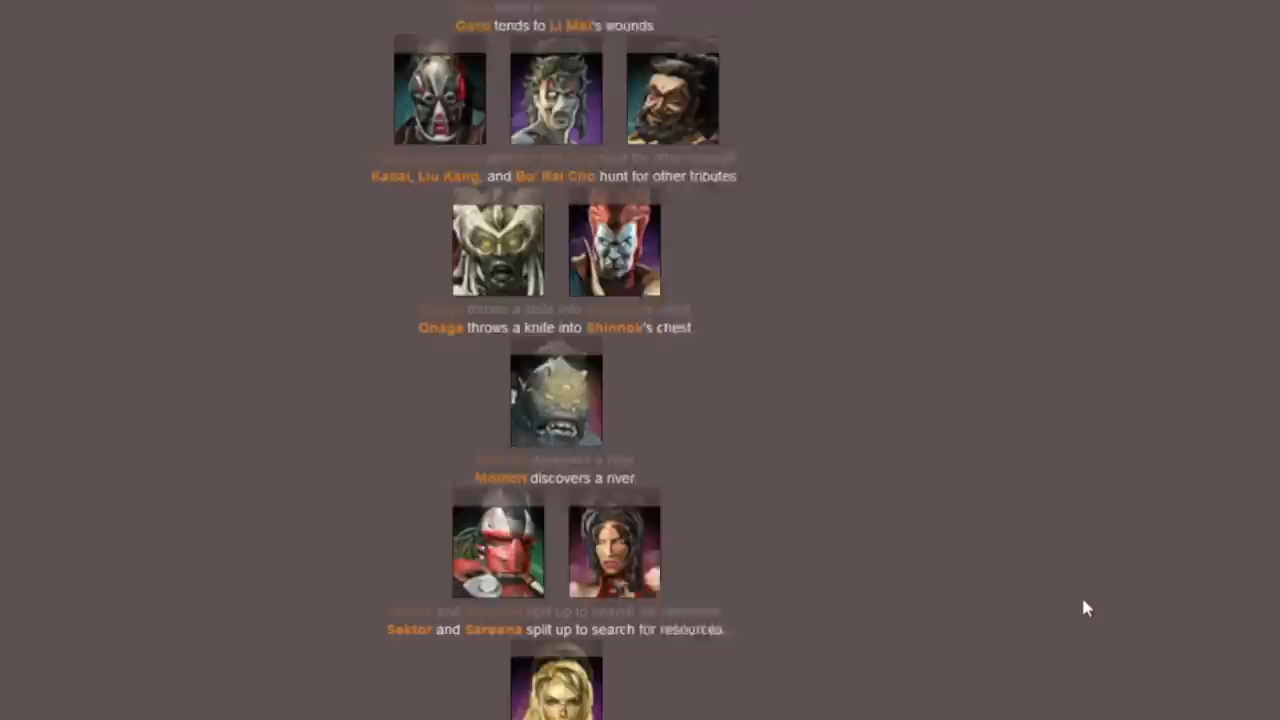 Goro tends to Li Mei's wounds
Kabal, Liu Kang, and Bo' Rai Cho hunt for other tributes
Onaga throws a knife into Shinnok's chest
Moloch discovers a river
Sektor and Sareena split up to search for resources